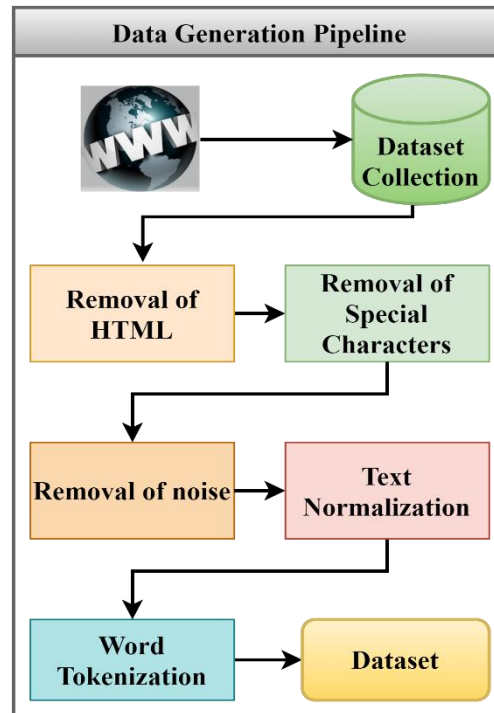 Data Generation Pipeline
WWW
Dataset
Collection
Removal of
HTML
Removal of
Special
Characters
Removal of noise
Text
Normalization
Word
Tokenization
Dataset